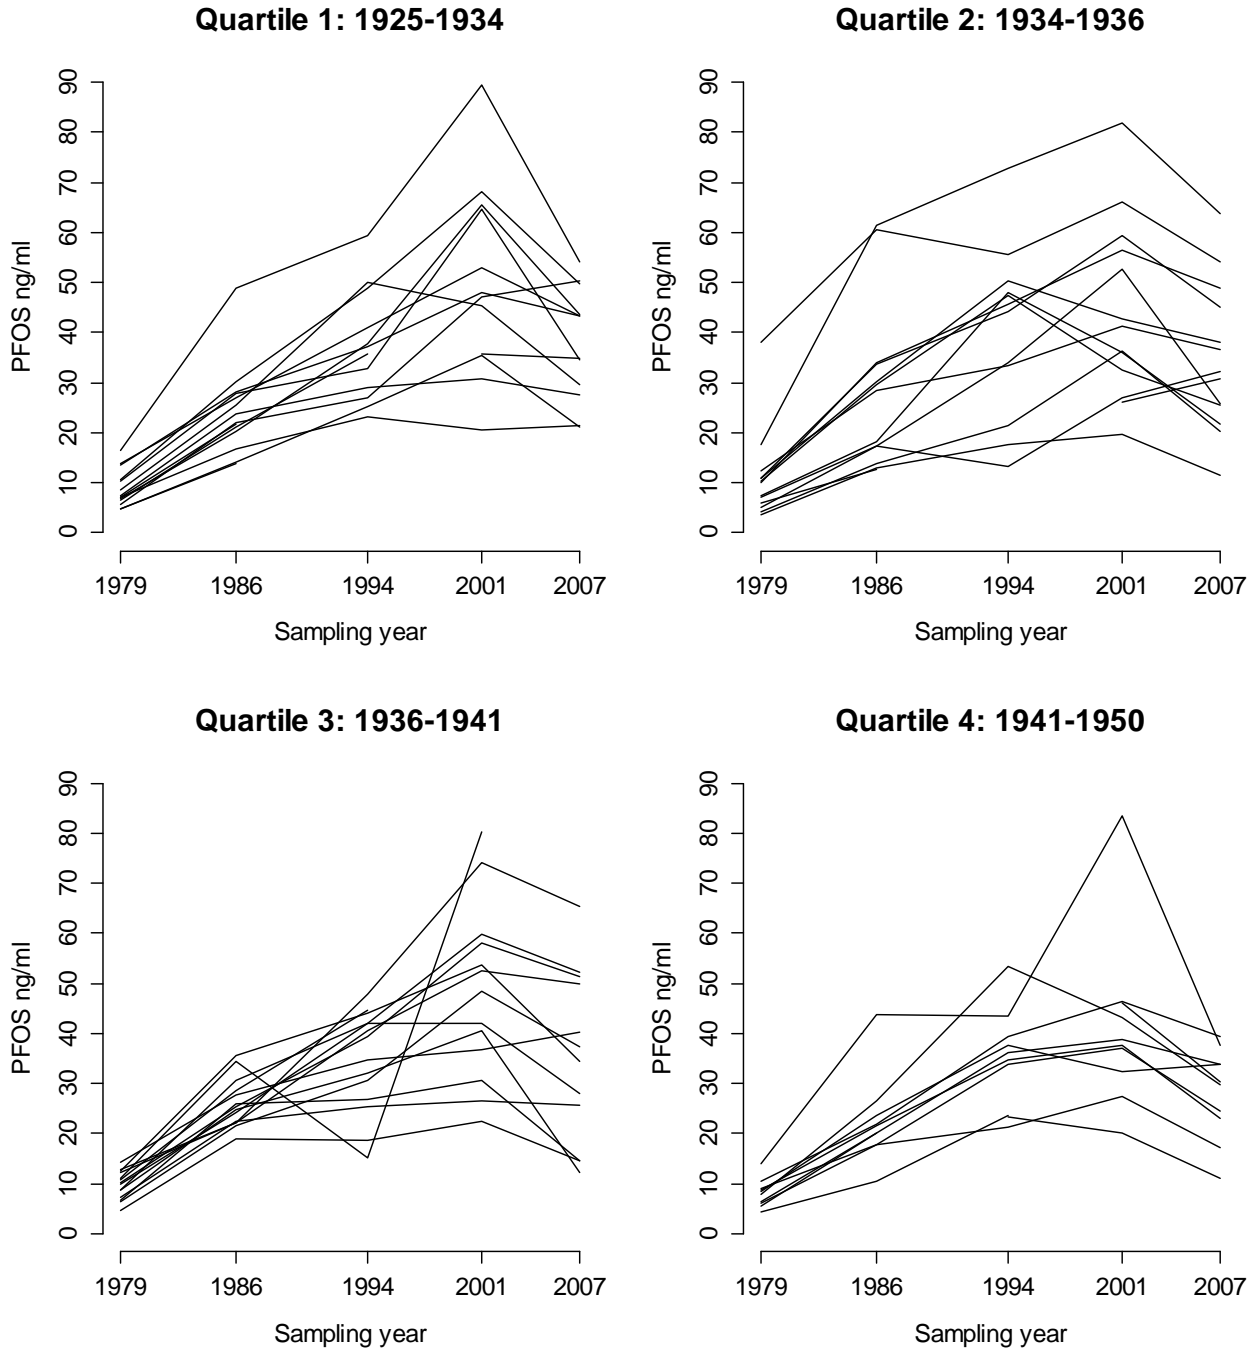 Quartile 1: 1925-1934
PFOS ng/ml
90
80
70
60
50
40
30
20
10
0
1979 1986 1994 2001 2007
Sampling year
Quartile 2: 1934-1936
PFOS ng/ml
90
80
70
60
50
40
30
20
10
0
1979 1986 1994 2001 2007
Sampling year
Quartile 3: 1936-1941
PFOS ng/ml
90
80
70
60
50
40
30
20
10
0
1979 1986 1994 2001 2007
Sampling year
Quartile 4: 1941-1950
PFOS ng/ml
90
80
70
60
50
40
30
20
10
0
1979 1986 1994 2001 2007
Sampling year